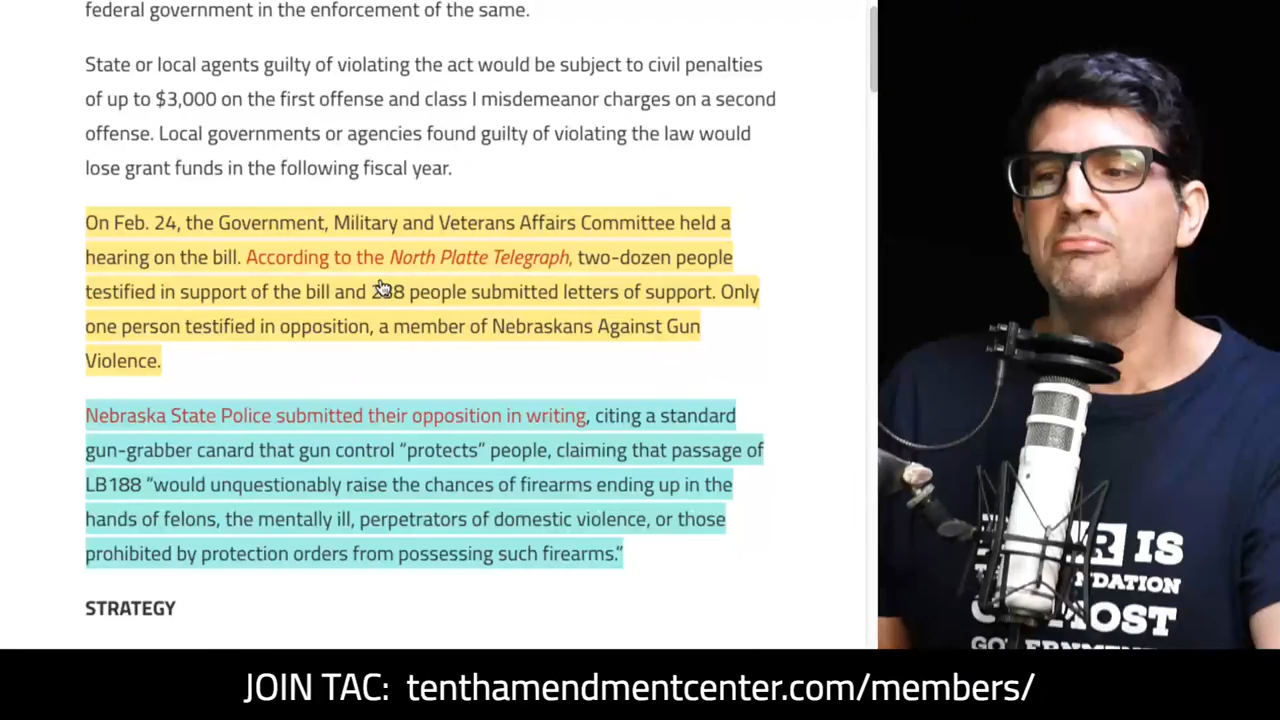 federal government in the enforcement of the same.
State or local agents guilty of violating the act would be subject to civil penalties
of up to $3,000 on the first offense and class I misdemeanor charges on a second
offense. Local governments or agencies found guilty of violating the law would
lose grant funds in the following fiscal year.
On Feb. 24, the Government, Military and Veterans Affairs Committee held a
hearing on the bill. According to the North Platte Telegraph, two-dozen people
testified in support of the bill and people submitted letters of support. Only
one person testified in opposition, a member of Nebraskans Against Gun
Violence.
Nebraska State Police submitted their opposition in writing, citing a standard
gun-grabber canard that gun control “protects” people, claiming that passage of
LB188 “would unquestionably raise the chances of firearms ending up in the
hands of felons, the mentally ill, perpetrators of domestic violence, or those
prohibited by protection orders from possessing such firearms.”
STRATEGY
IS
MOST
JOIN TAC: tenthamendmentcenter.com/members/